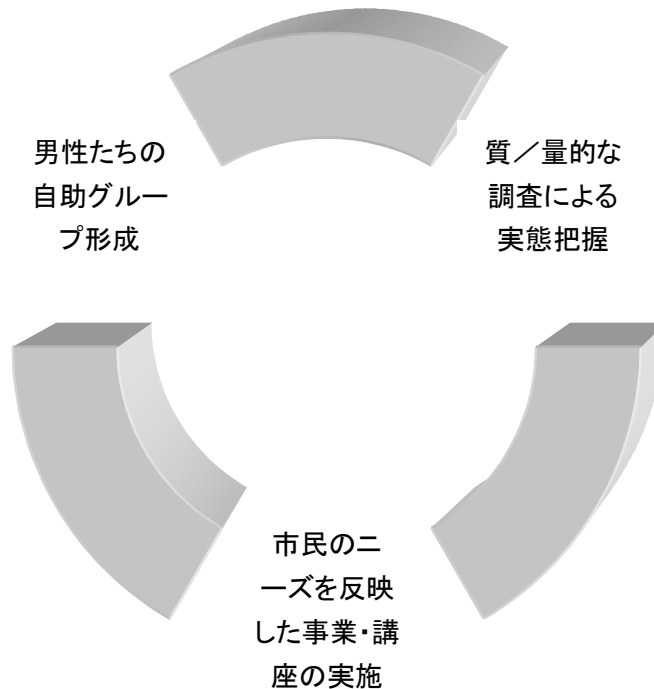 男性たちの
自助グルー
プ形成
質／量的な
調査による
実態把握
市民のニ
ーズを反映
した事業・講
座の実施